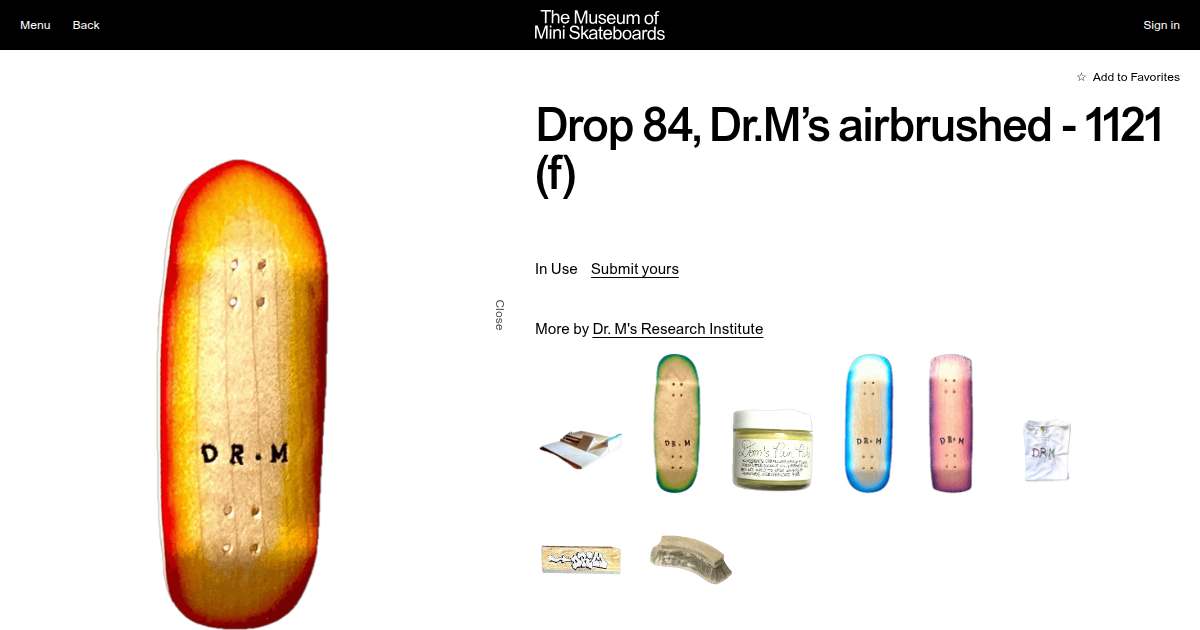 Menu
Back
The Museum of
Mini Skateboards
Sign in
☆ Add to Favorites
Drop 84, Dr.M’s airbrushed - 1121
(f)
DR.M
In Use
Submit yours
Close
More by Dr. M's Research Institute
DR.M
DR.M
DR.M
DR.M